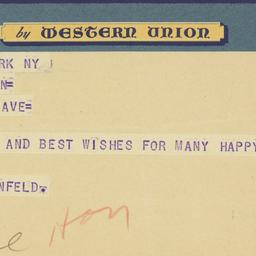 by WESTERN UNION
RK NY
N=
AVE=
AND BEST WISHES FOR MANY HAPPY
NFELD.